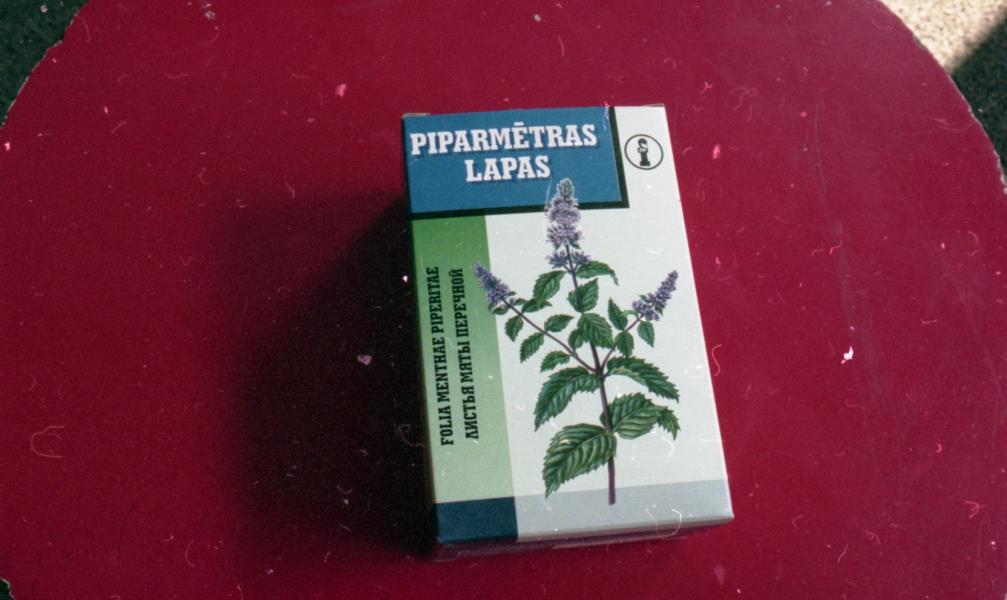 PIPARMĒTRAS
LAPAS
FOLIA MENTHAE PIPERITAE
ЛИСТЬЯ МЯТЫ ПЕРЕЧНОЙ